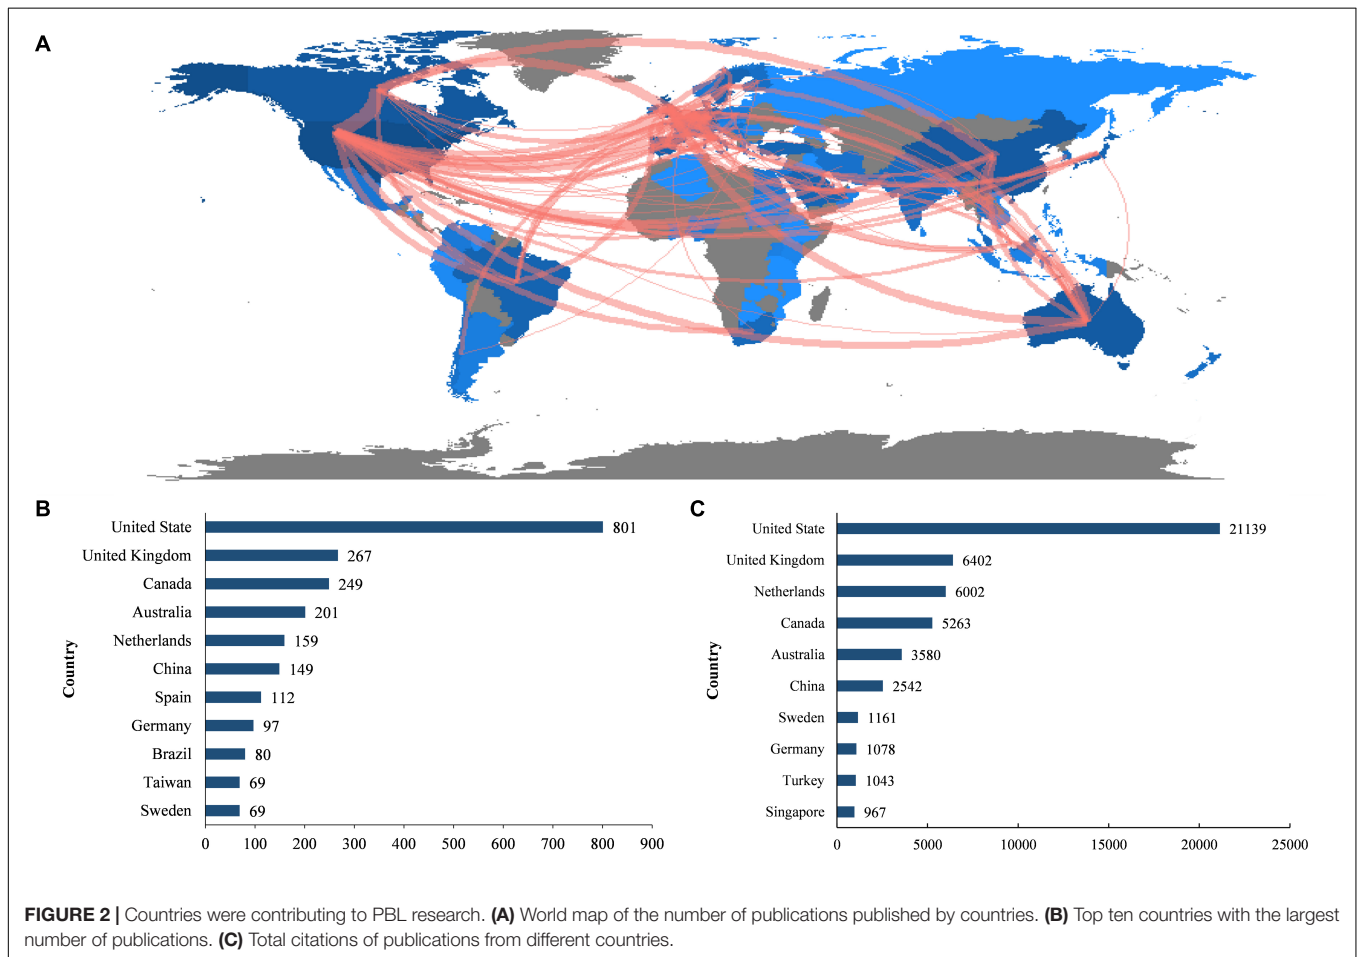 A
B
United State 801
United Kingdom 267
Canada 249
Australia 201
Netherlands 159
China 149
Spain 112
Germany 97
Brazil 80
Taiwan 69
Sweden 69
Country
0 100 200 300 400 500 600 700 800 900
C
United State 21139
United Kingdom 6402
Netherlands 6002
Canada 5263
Australia 3580
China 2542
Sweden 1161
Germany 1078
Turkey 1043
Singapore 967
Country
0 5000 10000 15000 20000 25000
FIGURE 2 | Countries were contributing to PBL research. (A) World map of the number of publications published by countries. (B) Top ten countries with the largest
number of publications. (C) Total citations of publications from different countries.